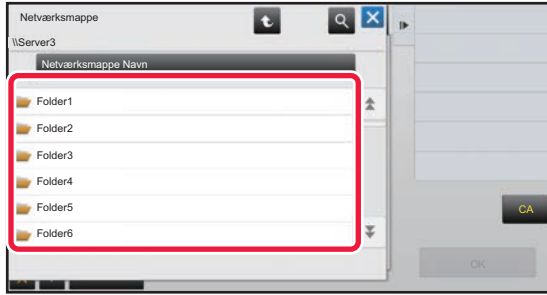 Netværksmappe
\\Server3
Netværksmappe Navn
Folder1
Folder2
Folder3
Folder4
Folder5
Folder6
CA
OK